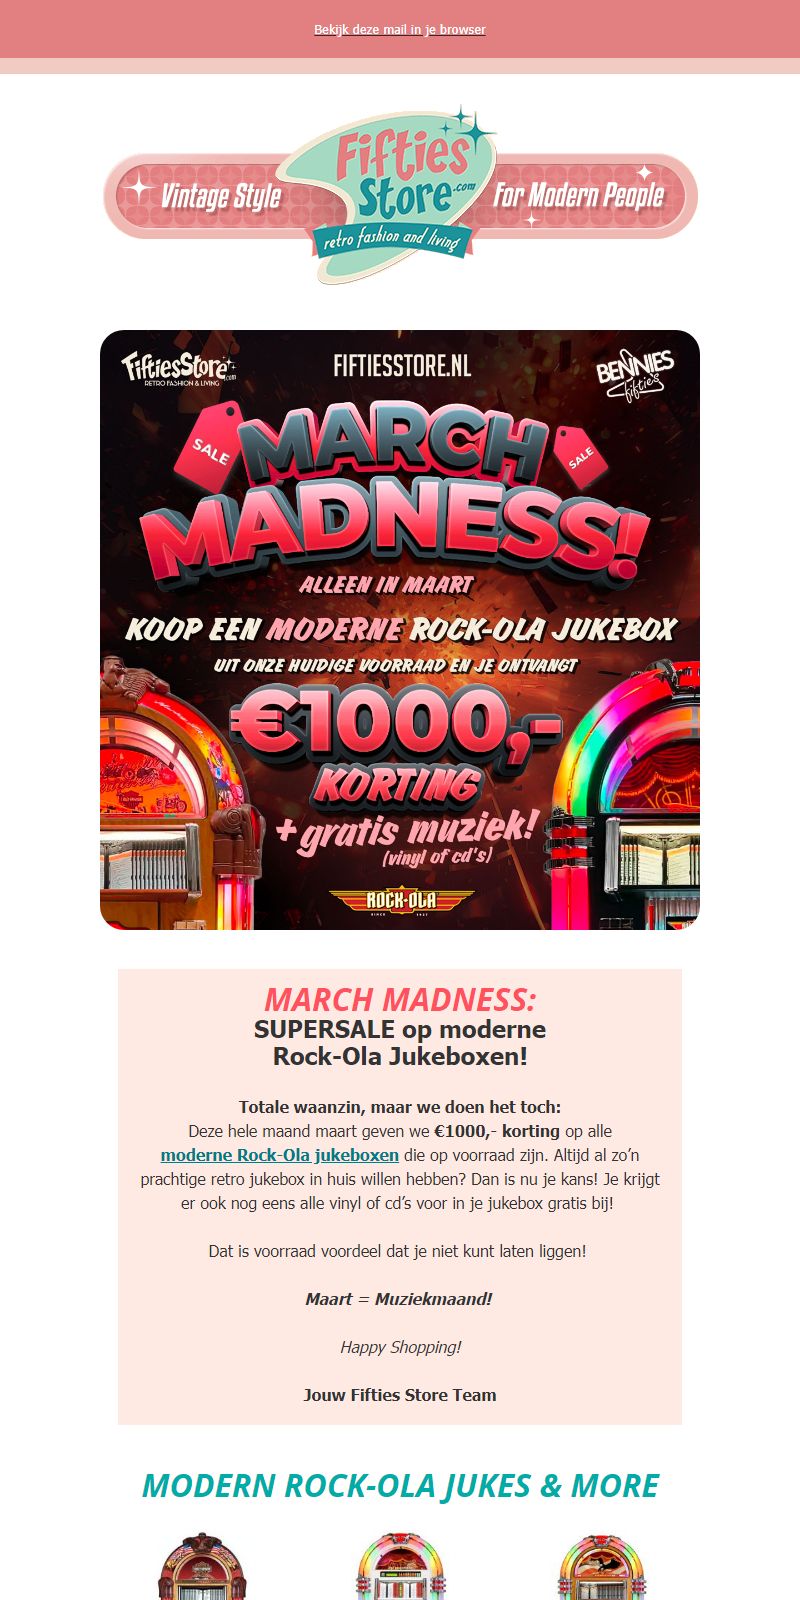 Bekijk deze mail in je browser
Vintage Style
Fifties
Store.com
For Modern People
retro fashion and living
FiftiesStore.com
RETRO FASHION & LIVING
FIFTIESSTORE.NL
BENNIES
fifties
SALE
MARCH
SALE
MADNESS!
ALLEEN IN MAART
KOOP EEN MODERNE ROCK-OLA JUKEBOX
UIT ONZE HUIDIGE VOORRAAD EN JE ONTVANGT
€1000,-
KORTING
+ gratis muziek!
(vinyl of cd's)
ROCK-OLA
SINCE 1927
MARCH MADNESS:
SUPERSALE op moderne
Rock-Ola Jukeboxen!
Totale waanzin, maar we doen het toch:
Deze hele maand maart geven we €1000,- korting op alle
moderne Rock-Ola jukeboxen die op voorraad zijn. Altijd al zo’n
prachtige retro jukebox in huis willen hebben? Dan is nu je kans! Je krijgt
er ook nog eens alle vinyl of cd’s voor in je jukebox gratis bij!
Dat is voorraad voordeel dat je niet kunt laten liggen!
Maart = Muziekmaand!
Happy Shopping!
Jouw Fifties Store Team
MODERN ROCK-OLA JUKES & MORE